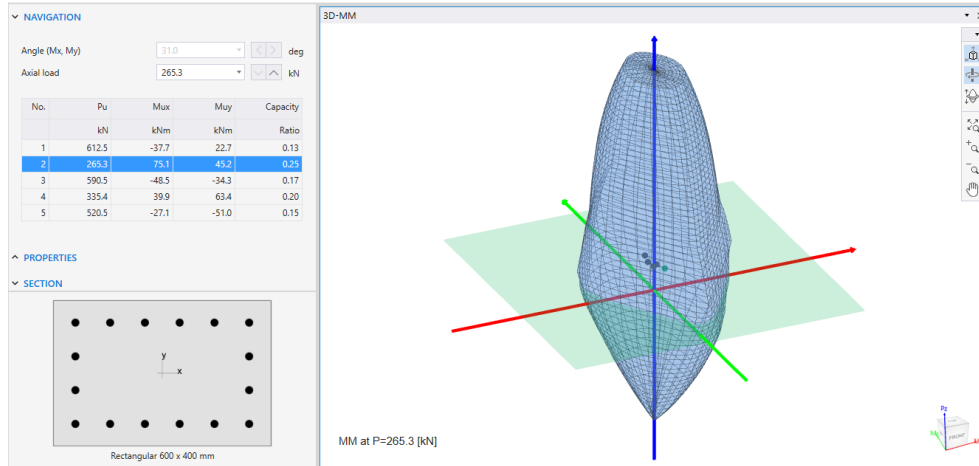 NAVIGATION
Angle (Mx, My) 31.0 deg
Axial load 265.3 kN
No. Pu Mux Muy Capacity
kN kNm kNm Ratio
1 612.5 -37.7 22.7 0.13
2 265.3 75.1 45.2 0.25
3 590.5 -48.5 -34.3 0.17
4 335.4 39.9 63.4 0.20
5 520.5 -27.1 -51.0 0.15
PROPERTIES
SECTION
y
x
Rectangular 600 x 400 mm
3D-MM
MM at P=265.3 [kN]
Pz
FRONT